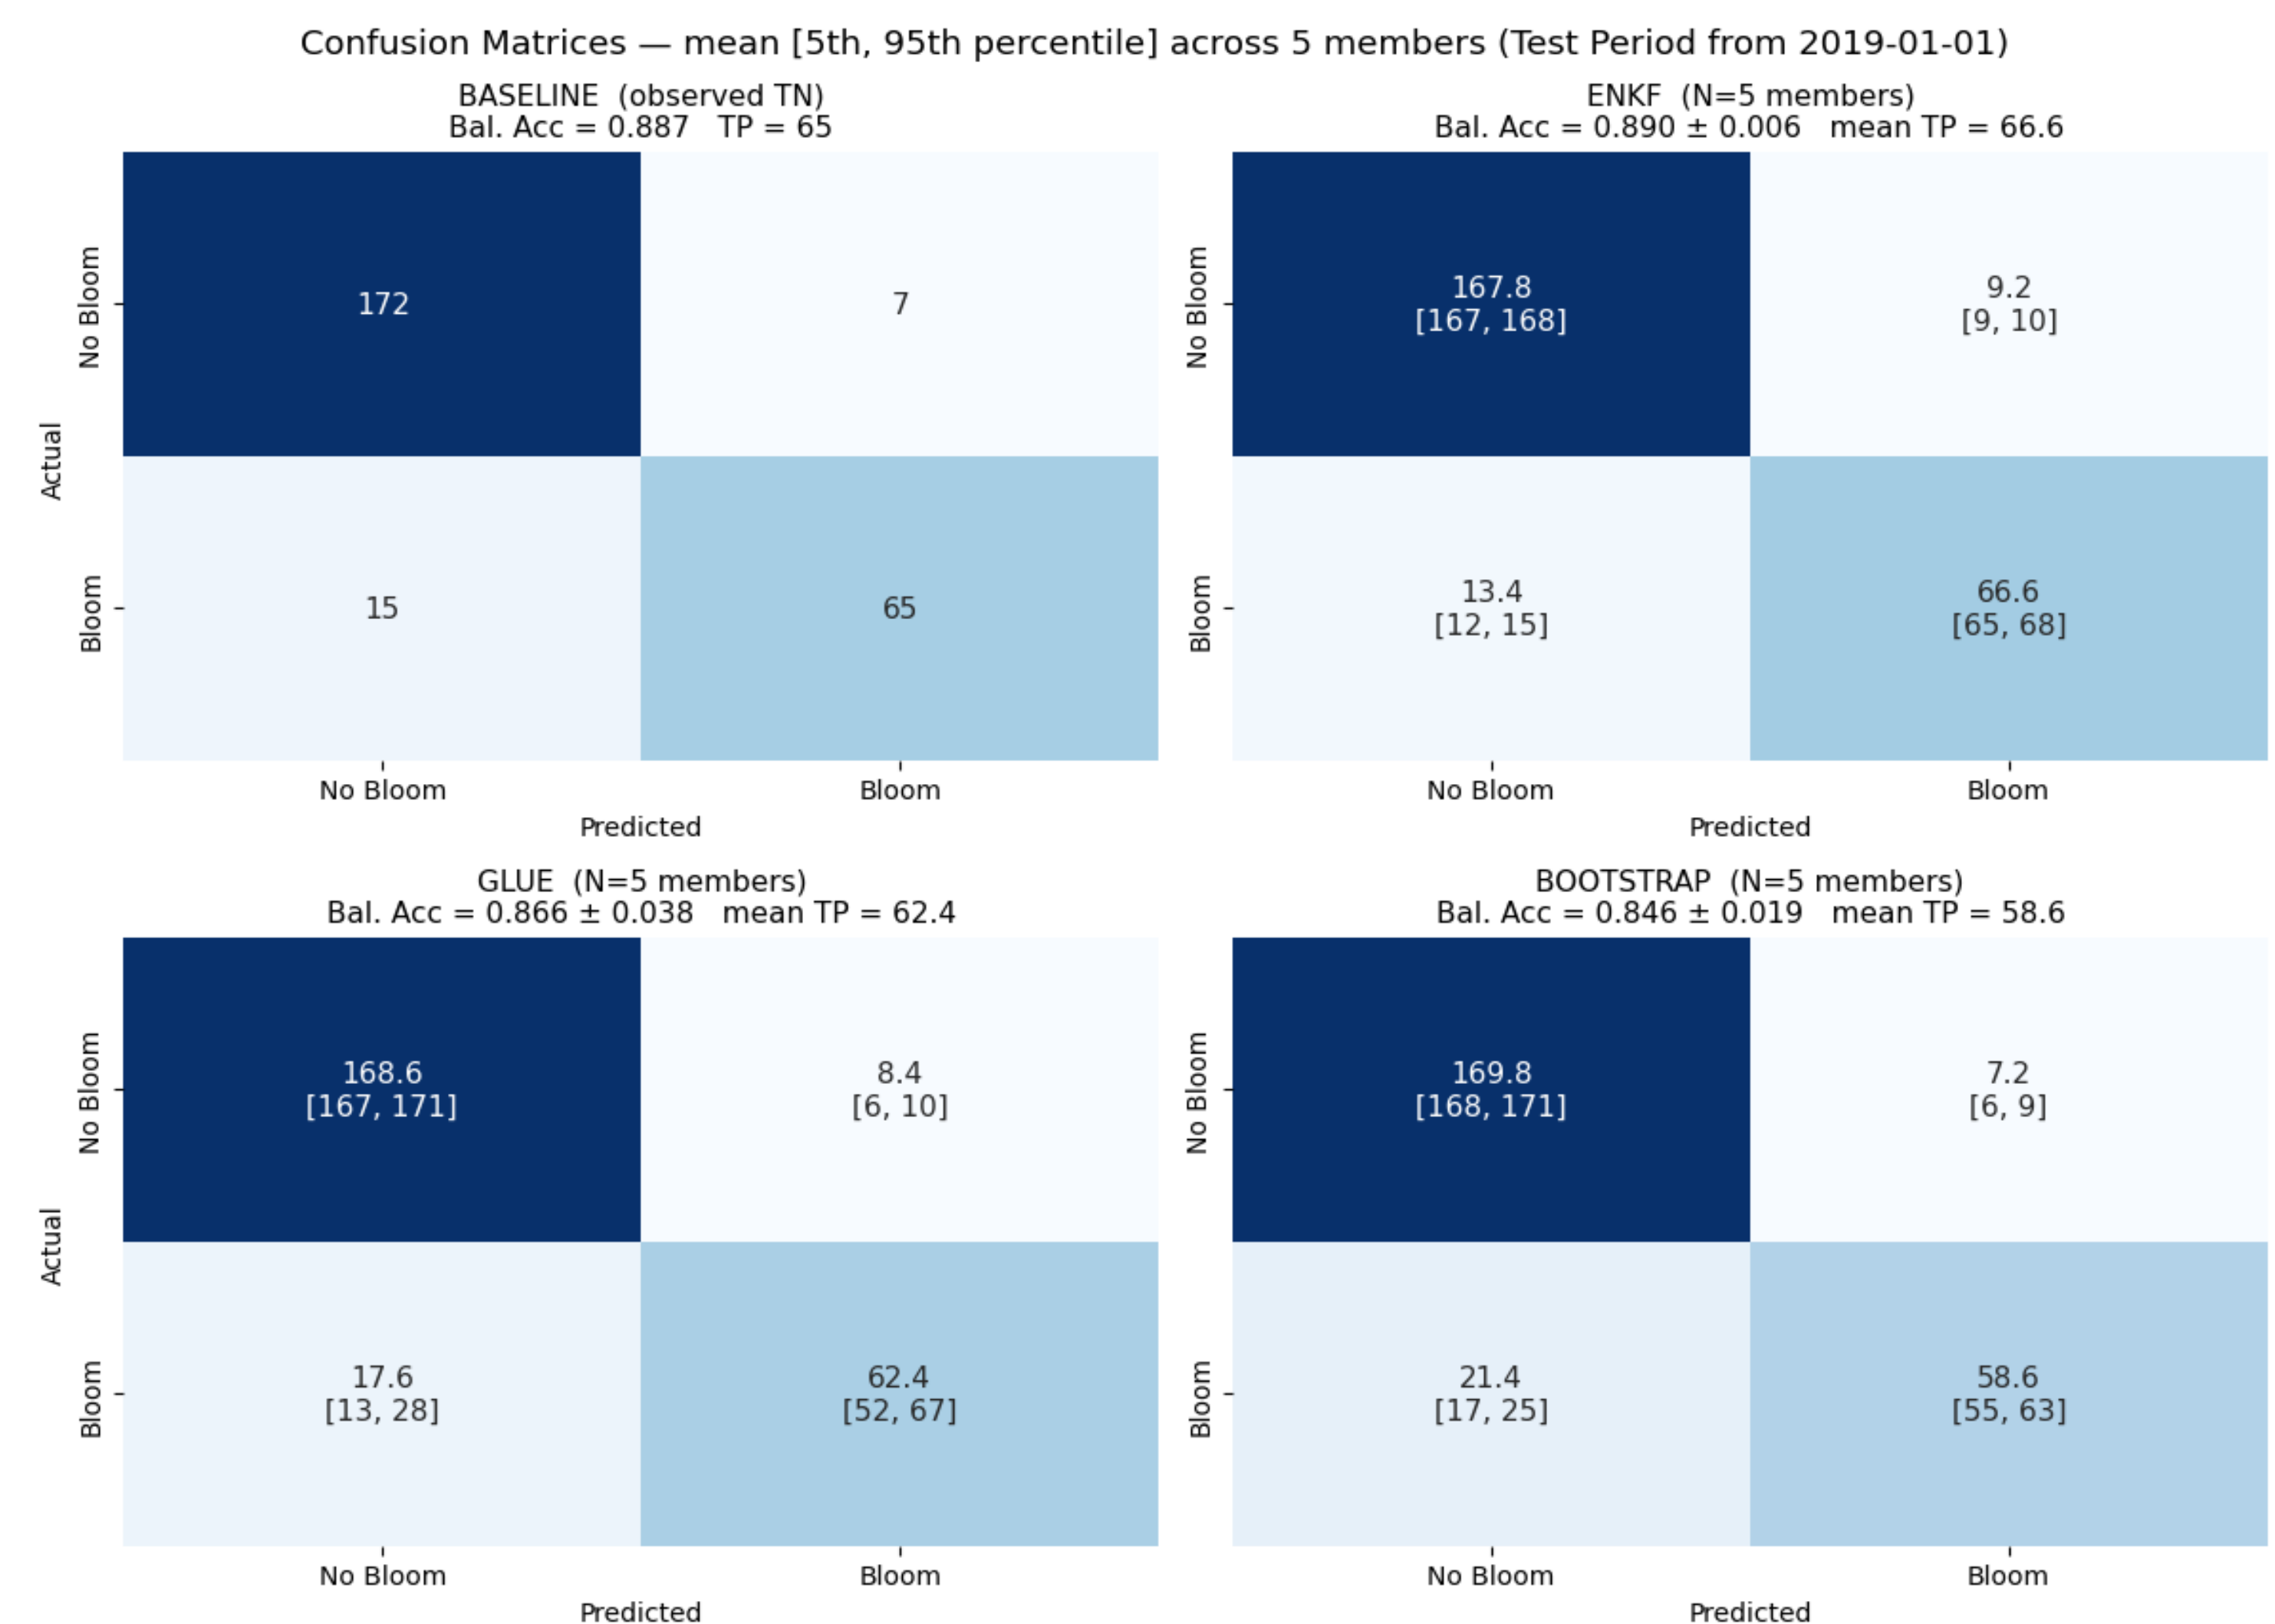 Confusion Matrices — mean [5th, 95th percentile] across 5 members (Test Period from 2019-01-01)
BASELINE  (observed TN)
Bal. Acc = 0.887   TP = 65
No Bloom
172
7
Actual
Bloom
15
65
No Bloom
Bloom
Predicted
ENKF  (N=5 members)
Bal. Acc = 0.890 ± 0.006   mean TP = 66.6
No Bloom
167.8
[167, 168]
9.2
[9, 10]
Bloom
13.4
[12, 15]
66.6
[65, 68]
No Bloom
Bloom
Predicted
GLUE  (N=5 members)
Bal. Acc = 0.866 ± 0.038   mean TP = 62.4
No Bloom
168.6
[167, 171]
8.4
[6, 10]
Actual
Bloom
17.6
[13, 28]
62.4
[52, 67]
No Bloom
Bloom
Predicted
BOOTSTRAP  (N=5 members)
Bal. Acc = 0.846 ± 0.019   mean TP = 58.6
No Bloom
169.8
[168, 171]
7.2
[6, 9]
Bloom
21.4
[17, 25]
58.6
[55, 63]
No Bloom
Bloom
Predicted